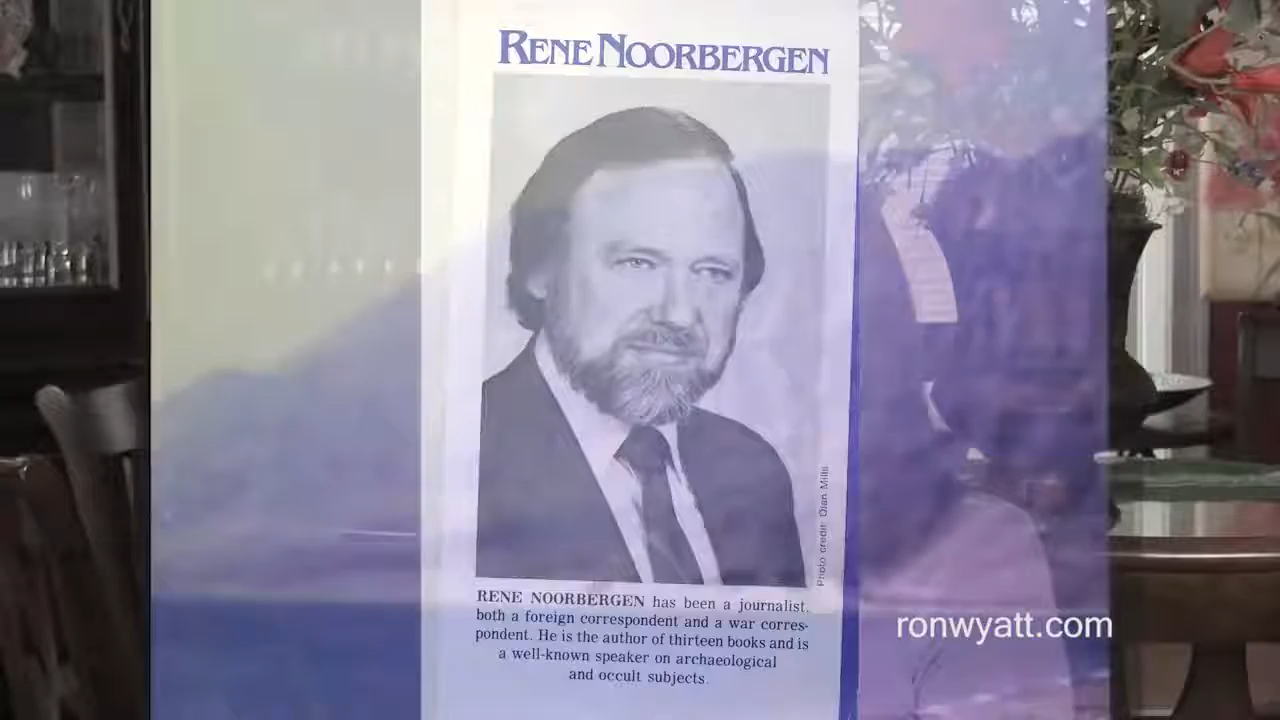 RENE NOORBERGEN
Photo credit: Dian Mills
RENE NOORBERGEN has been a journalist,
both a foreign correspondent and a war corres-
pondent. He is the author of thirteen books and is
a well-known speaker on archaeological
and occult subjects.
ronwyatt.com